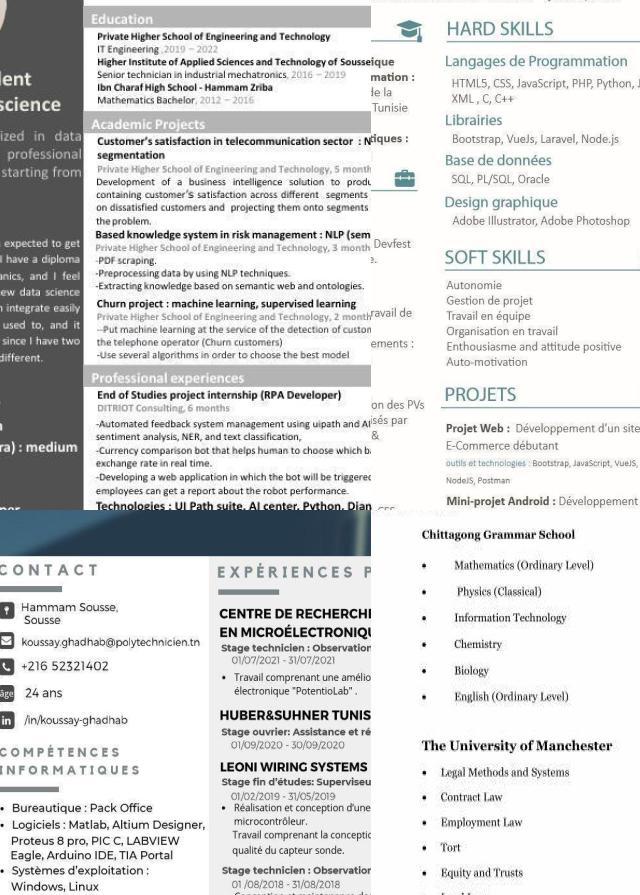 lent
science
ized in data
professional
starting from
s expected to get
I have a diploma
anics, and I feel
new data science
n integrate easily
used to, and it
since I have two
different.
ra) : medium
Education
Private Higher School of Engineering and Technology
IT Engineering ,2019 – 2022
Higher Institute of Applied Sciences and Technology of Sousse
Senior technician in industrial mechatronics, 2016 – 2019
Ibn Charaf High School - Hammam Zriba
Mathematics Bachelor, 2012 – 2016
Academic Projects
Customer's satisfaction in telecommunication sector : N
segmentation
Private Higher School of Engineering and Technology, 5 month
Development of a business intelligence solution to produ
containing customer's satisfaction across different segments
on dissatisfied customers and projecting them onto segments
the problem.
Based knowledge system in risk management : NLP (sem
Private Higher School of Engineering and Technology, 3 month
-PDF scraping.
-Preprocessing data by using NLP techniques.
-Extracting knowledge based on semantic web and ontologies.
Churn project : machine learning, supervised learning
Private Higher School of Engineering and Technology, 2 month
--Put machine learning at the service of the detection of custom
the telephone operator (Churn customers)
-Use several algorithms in order to choose the best model
Professional experiences
End of Studies project internship (RPA Developer)
DITRIOT Consulting, 6 months
-Automated feedback system management using uipath and AI
sentiment analysis, NER, and text classification,
-Currency comparison bot that helps human to choose which ba
exchange rate in real time.
-Developing a web application in which the bot will be triggered
employees can get a report about the robot performance.
Technologies : UI Path suite, AI center, Python, Djan
ique
mation :
de la
Tunisie
tiques :
Devfest
e.
ravail de
ements :
on des PVs
isés par
&
HARD SKILLS
Langages de Programmation
HTML5, CSS, JavaScript, PHP, Python, J
XML , C, C++
Librairies
Bootstrap, VueJs, Laravel, Node.js
Base de données
SQL, PL/SQL, Oracle
Design graphique
Adobe Illustrator, Adobe Photoshop
SOFT SKILLS
Autonomie
Gestion de projet
Travail en équipe
Organisation en travail
Enthousiasme and attitude positive
Auto-motivation
PROJETS
Projet Web : Développement d'un site
E-Commerce débutant
outils et technologies : Bootstrap, JavaScript, VueJS,
NodeJS, Postman
Mini-projet Android : Développement
CONTACT
Hammam Sousse,
Sousse
koussay.ghadhab@polytechnicien.tn
+216 52321402
âge 24 ans
in /in/koussay-ghadhab
COMPÉTENCES
INFORMATIQUES
• Bureautique : Pack Office
• Logiciels : Matlab, Altium Designer,
Proteus 8 pro, PIC C, LABVIEW
Eagle, Arduino IDE, TIA Portal
• Systèmes d'exploitation :
Windows, Linux
EXPÉRIENCES P
CENTRE DE RECHERCHE
EN MICROÉLECTRONIQU
Stage technicien : Observation
01/07/2021 - 31/07/2021
• Travail comprenant une amélio
électronique "PotentioLab" .
HUBER&SUHNER TUNIS
Stage ouvrier: Assistance et ré
01/09/2020 - 30/09/2020
LEONI WIRING SYSTEMS
Stage fin d'études: Superviseu
01/02/2019 - 31/05/2019
• Réalisation et conception d'une
microcontrôleur.
Travail comprenant la conceptio
qualité du capteur sonde.
Stage technicien : Observation
01 /08/2018 - 31/08/2018
Chittagong Grammar School
• Mathematics (Ordinary Level)
• Physics (Classical)
• Information Technology
• Chemistry
• Biology
• English (Ordinary Level)
The University of Manchester
• Legal Methods and Systems
• Contract Law
• Employment Law
• Tort
• Equity and Trusts